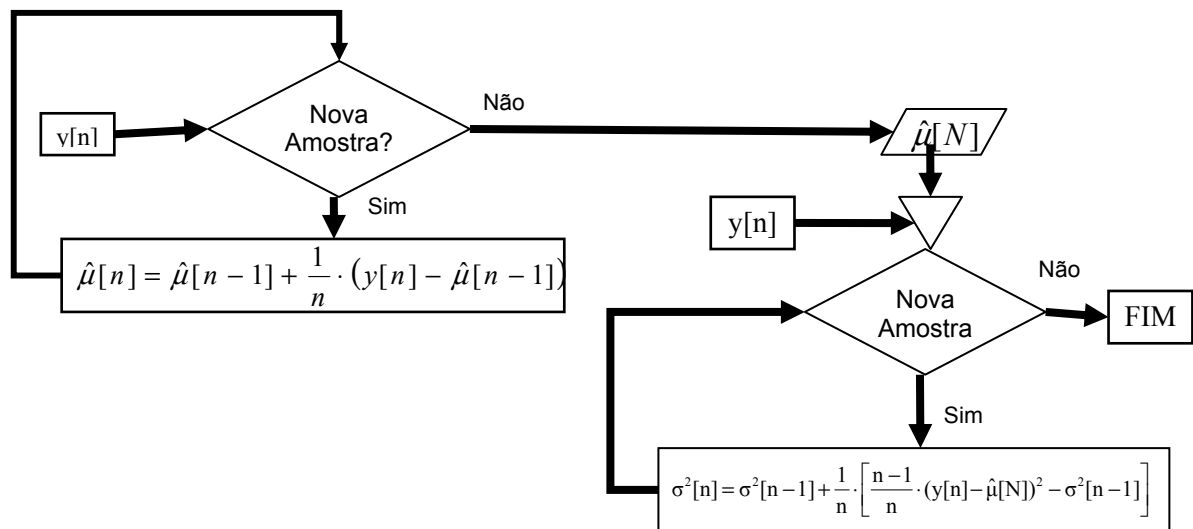 Nova
Amostra?
Não
y[n]
Sim
μ̂[n] = μ̂[n − 1] + 1/n · (y[n] − μ̂[n − 1])
μ̂[N]
y[n]
Nova
Amostra
Não
FIM
Sim
σ²[n] = σ²[n−1] + 1/n · [n−1/n · (y[n] − μ̂[N])² − σ²[n−1]]